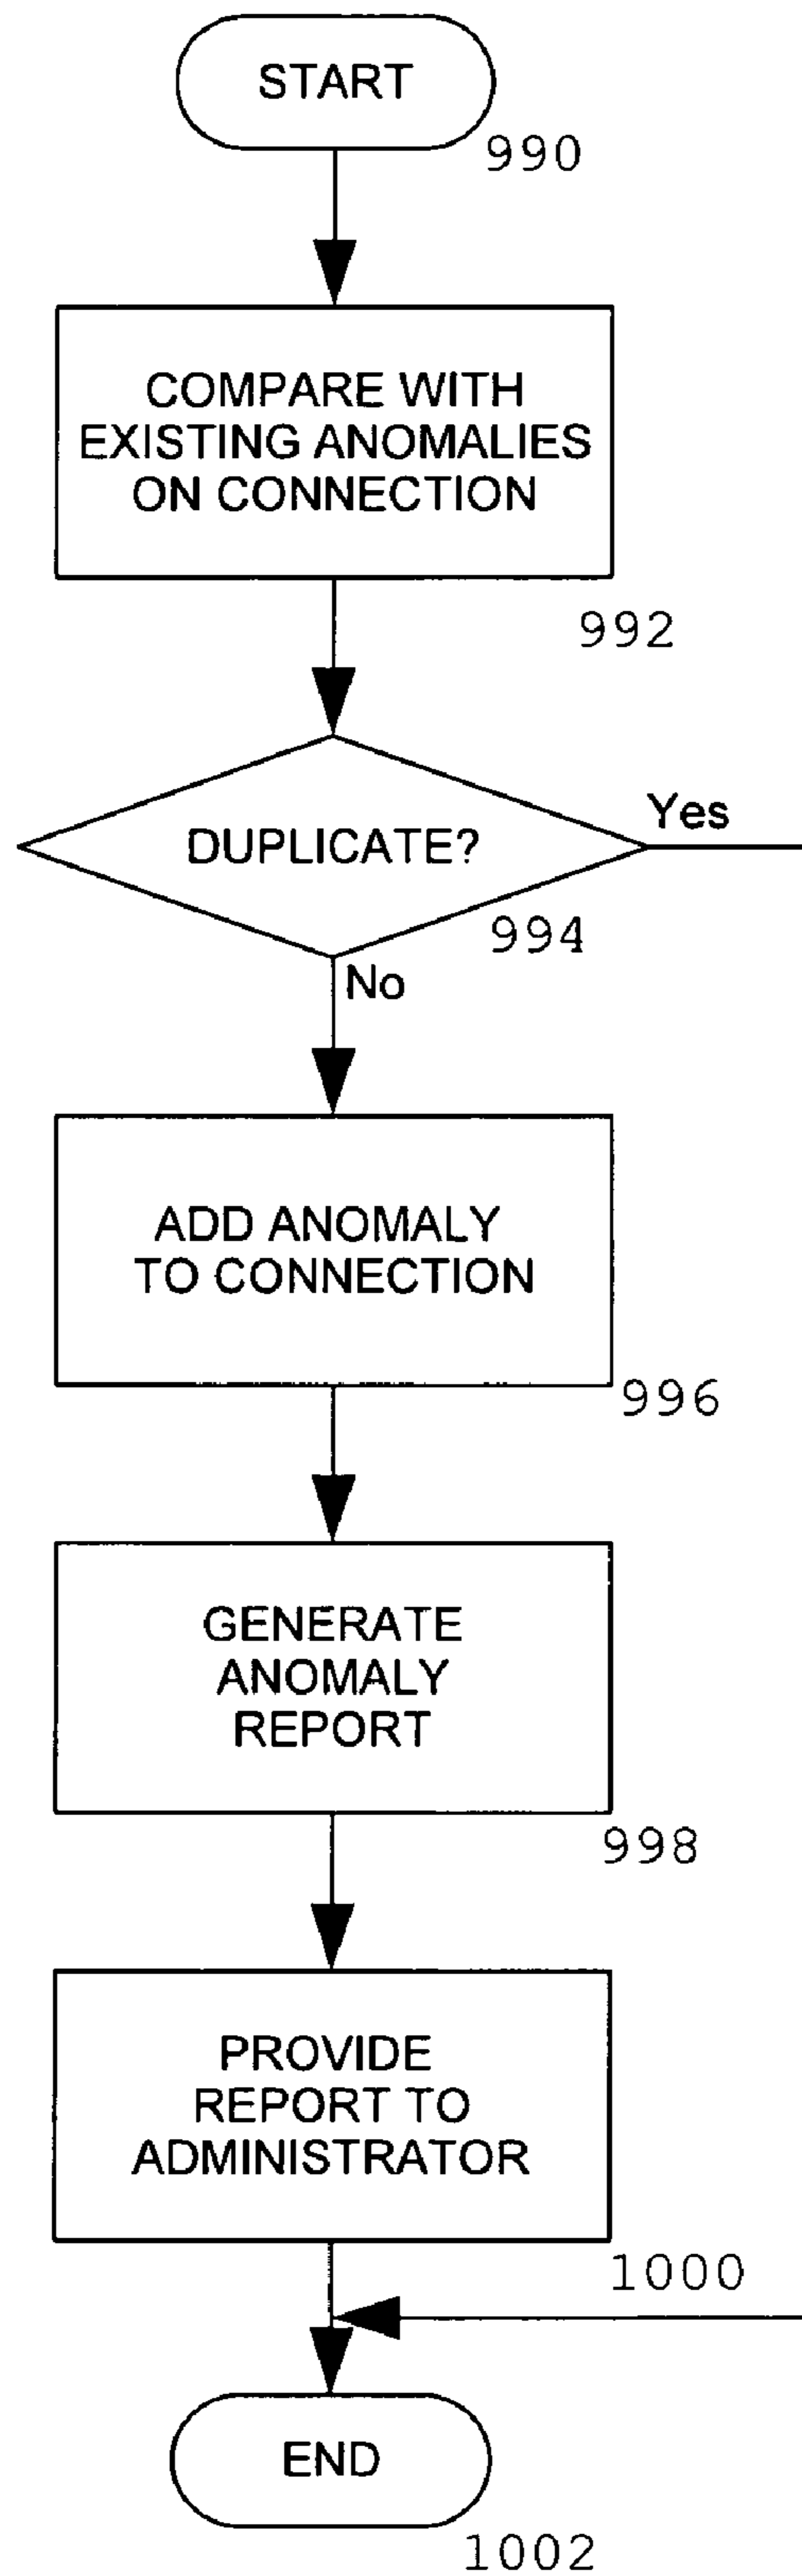 START
990
COMPARE WITH
EXISTING ANOMALIES
ON CONNECTION
992
DUPLICATE?
Yes
994
No
ADD ANOMALY
TO CONNECTION
996
GENERATE
ANOMALY
REPORT
998
PROVIDE
REPORT TO
ADMINISTRATOR
1000
END
1002